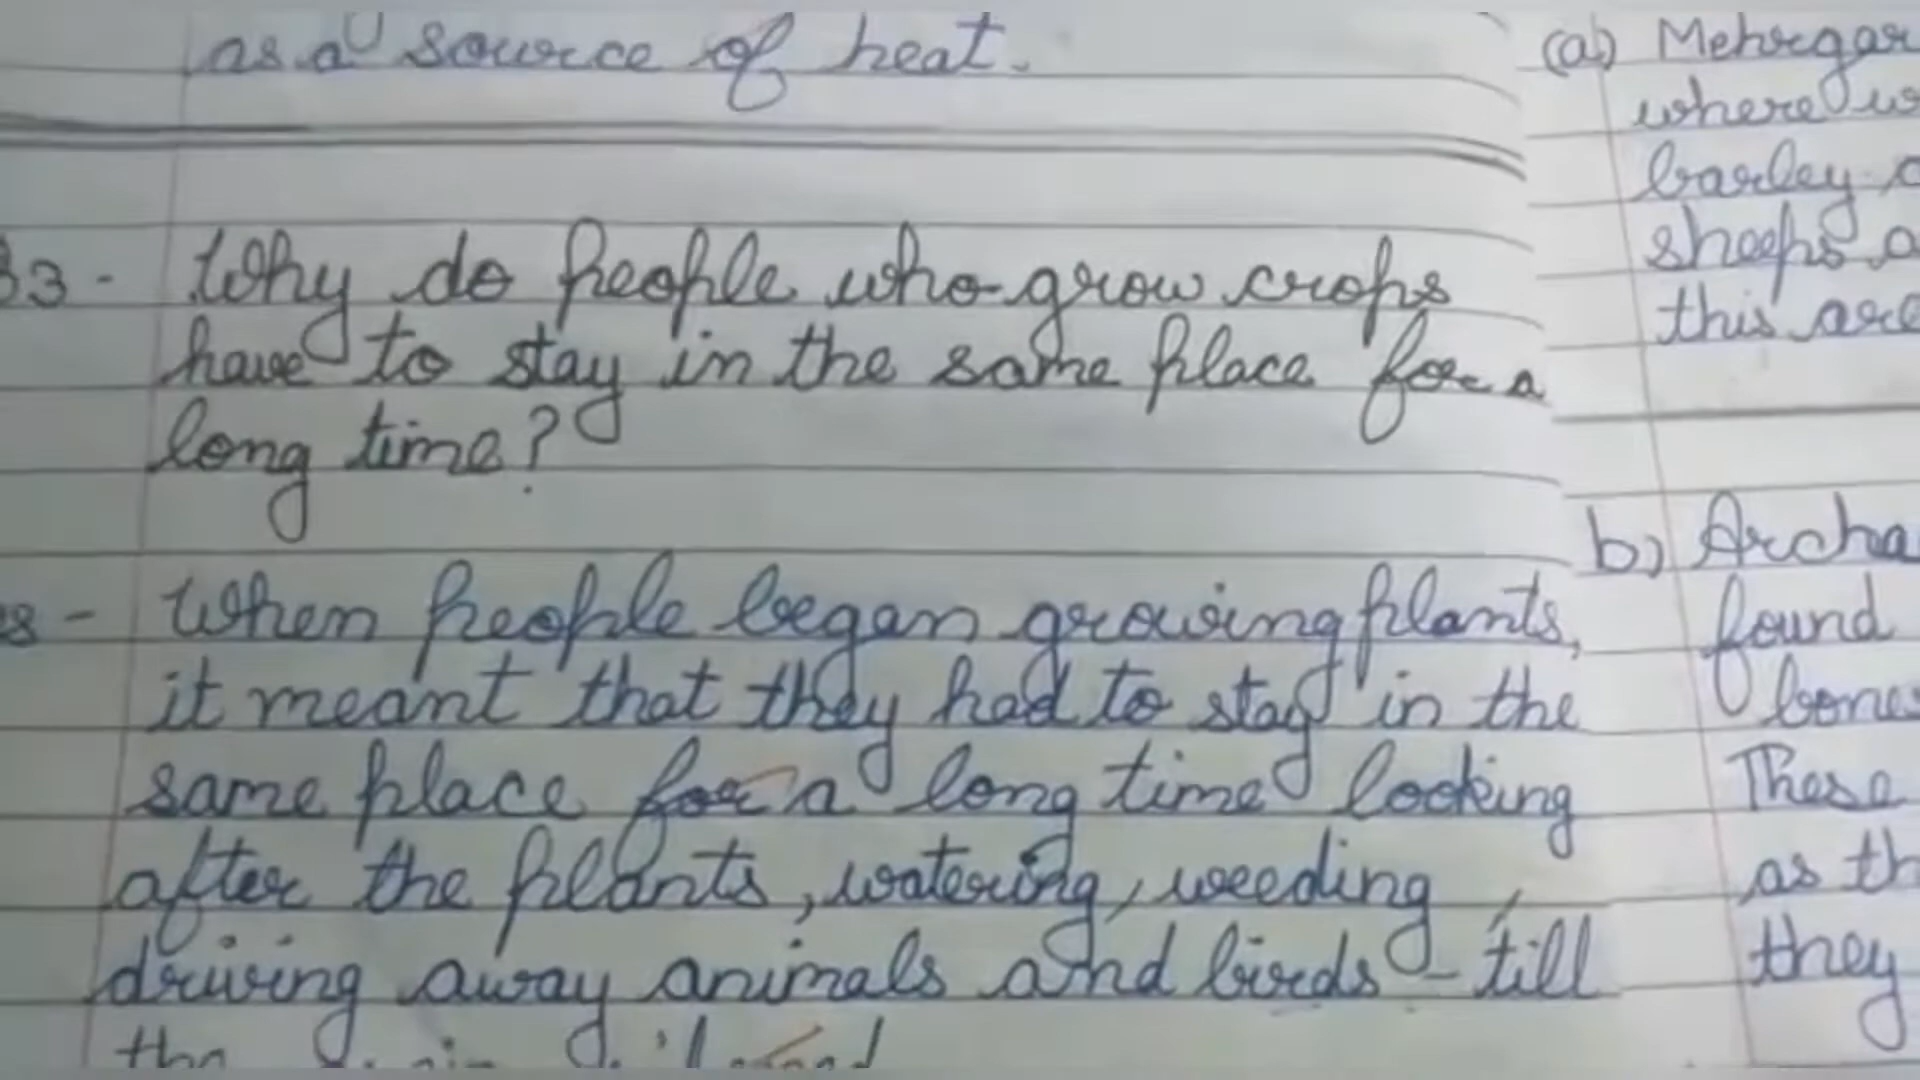 as a source of heat.
33- Why do people who grow crops
have to stay in the same place for a
long time?
s- When people began growing plants,
it meant that they had to stay in the
same place for a long time looking
after the plants, watering, weeding,
driving away animals and birds - till
the
(a) Mehrgar
where
barley
sheeps a
this are
b) Archa
found
bones
These
as th
they